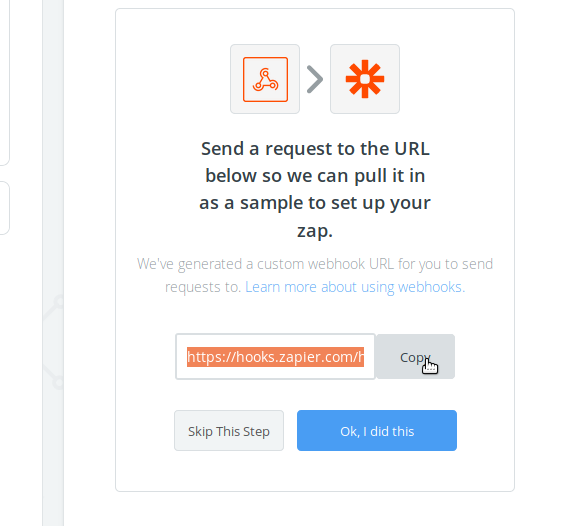 Send a request to the URL
below so we can pull it in
as a sample to set up your
zap.
We've generated a custom webhook URL for you to send
requests to. Learn more about using webhooks.
https://hooks.zapier.com/h
Copy
Skip This Step
Ok, I did this